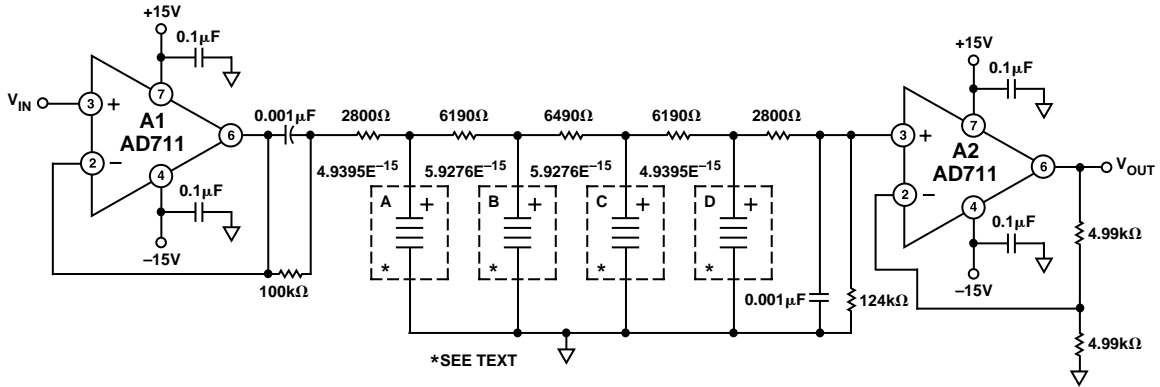 +15V
0.1µF
V_IN
3
+
7
A1
AD711
6
2
–
4
0.1µF
–15V
0.001µF
100kΩ
2800Ω
6190Ω
6490Ω
6190Ω
2800Ω
4.9395E⁻¹⁵
5.9276E⁻¹⁵
5.9276E⁻¹⁵
4.9395E⁻¹⁵
A
+
*
B
+
*
C
+
*
D
+
*
0.001µF
124kΩ
*SEE TEXT
+15V
0.1µF
3
+
7
A2
AD711
6
V_OUT
2
–
4
0.1µF
–15V
4.99kΩ
4.99kΩ